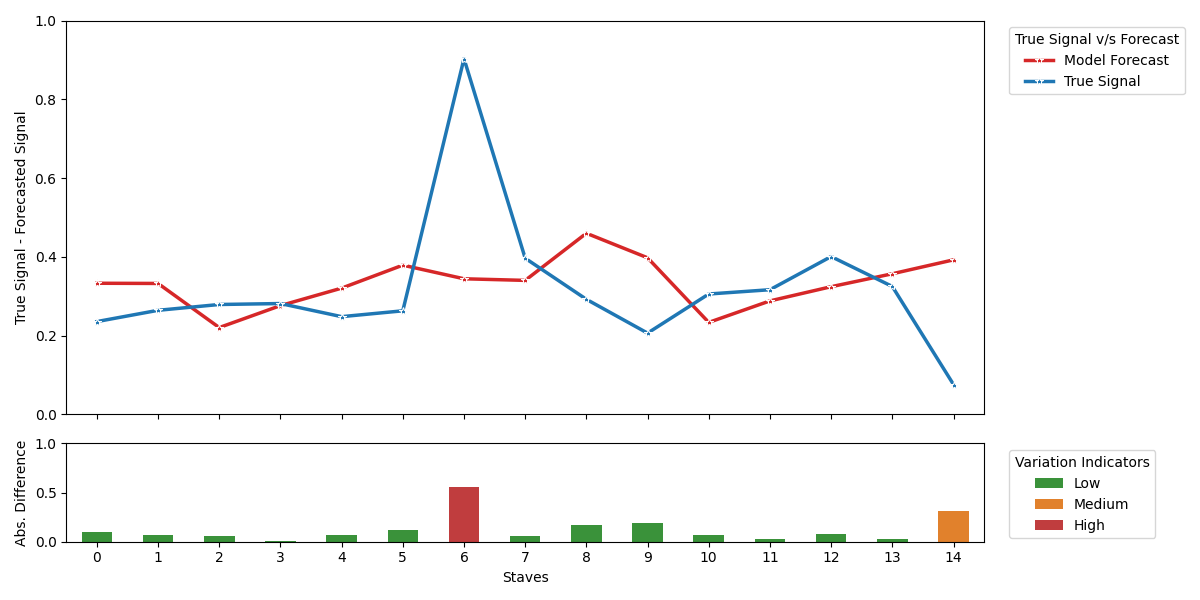 True Signal - Forecasted Signal
1.0
0.8
0.6
0.4
0.2
0.0
True Signal v/s Forecast
Model Forecast
True Signal
Abs. Difference
1.0
0.5
0.0
0 1 2 3 4 5 6 7 8 9 10 11 12 13 14
Staves
Variation Indicators
Low
Medium
High